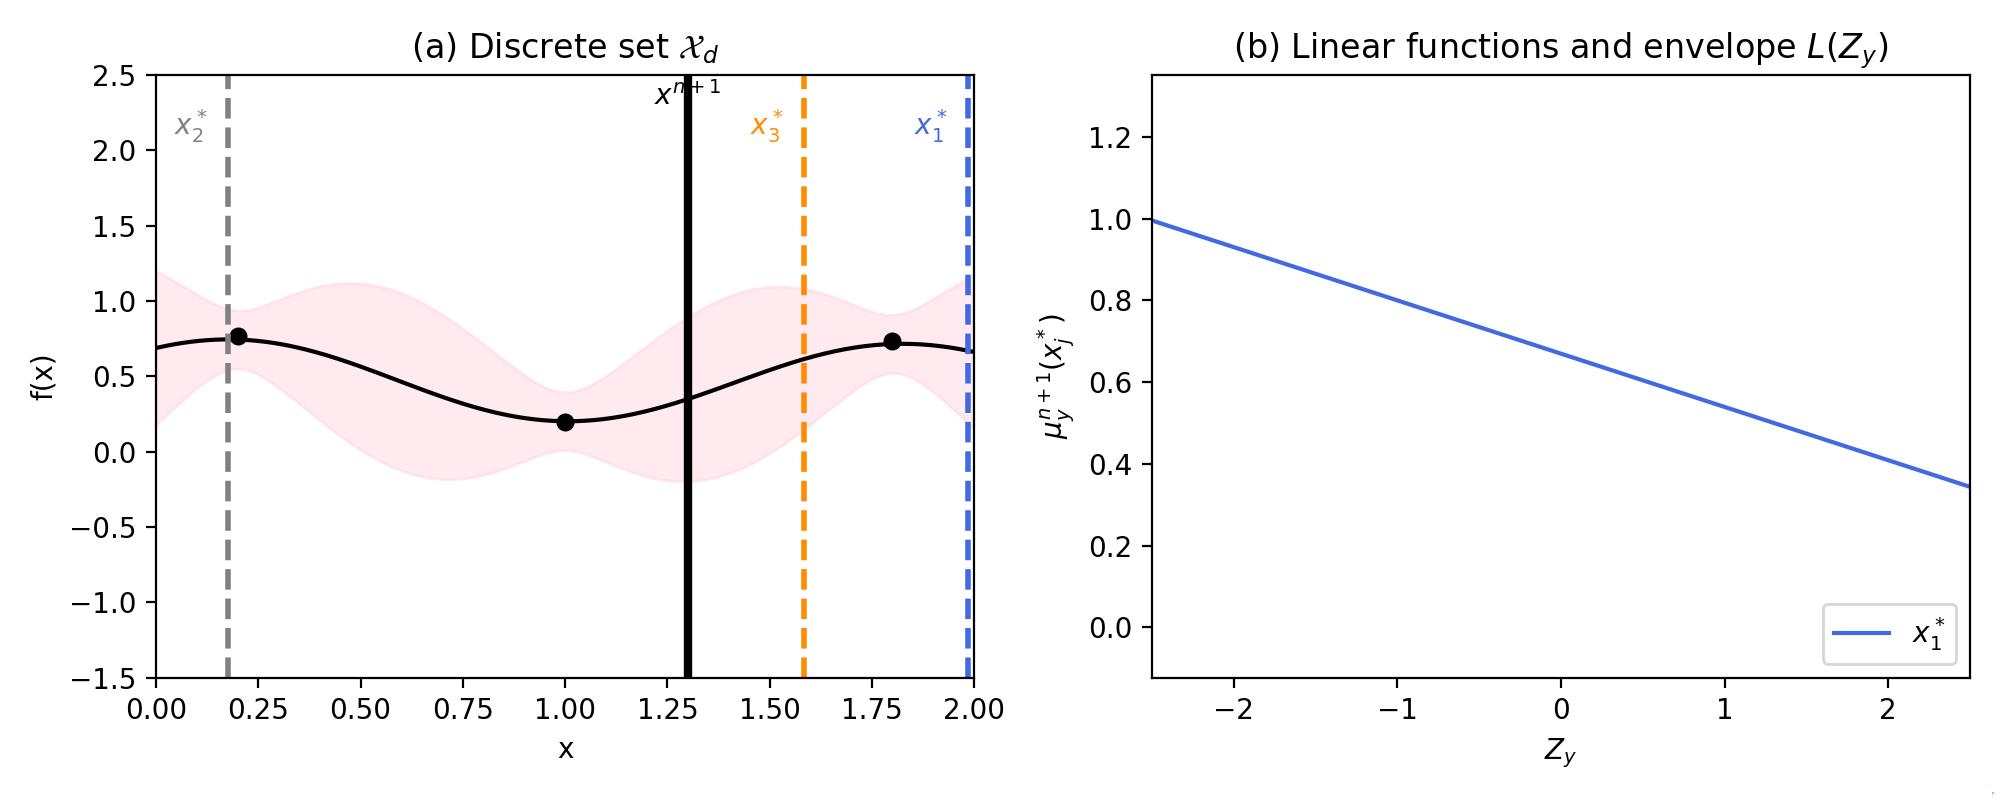 (a) Discrete set 𝒳_d
2.5
2.0
1.5
1.0
0.5
0.0
−0.5
−1.0
−1.5
f(x)
x_2^*
x^{n+1}
x_3^*
x_1^*
0.00 0.25 0.50 0.75 1.00 1.25 1.50 1.75 2.00
x
(b) Linear functions and envelope L(Z_y)
1.2
1.0
0.8
0.6
0.4
0.2
0.0
μ_y^{n+1}(x_j^*)
x_1^*
−2 −1 0 1 2
Z_y